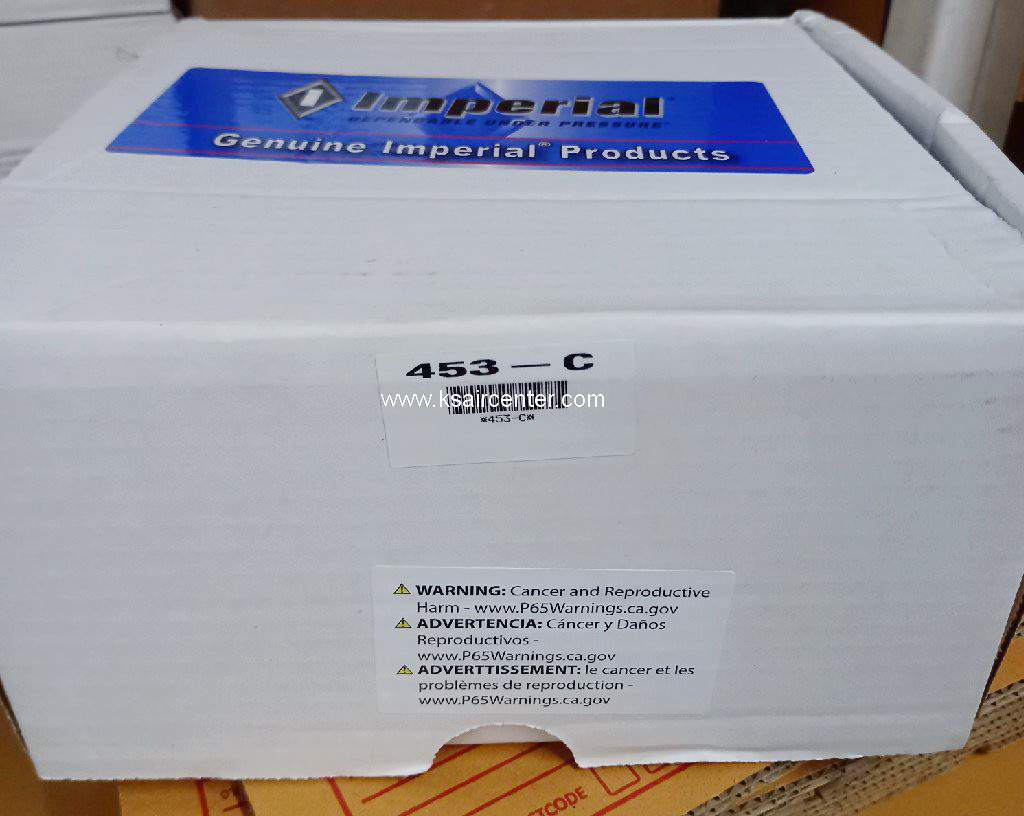 Imperial
DEPENDABLE UNDER PRESSURE
Genuine Imperial® Products
453-C
www.ksaircenter.com
*453-C*
WARNING: Cancer and Reproductive
Harm - www.P65Warnings.ca.gov
ADVERTENCIA: Cáncer y Daños
Reproductivos -
www.P65Warnings.ca.gov
ADVERTTISSEMENT: le cancer et les
problèmes de reproduction -
www.P65Warnings.ca.gov